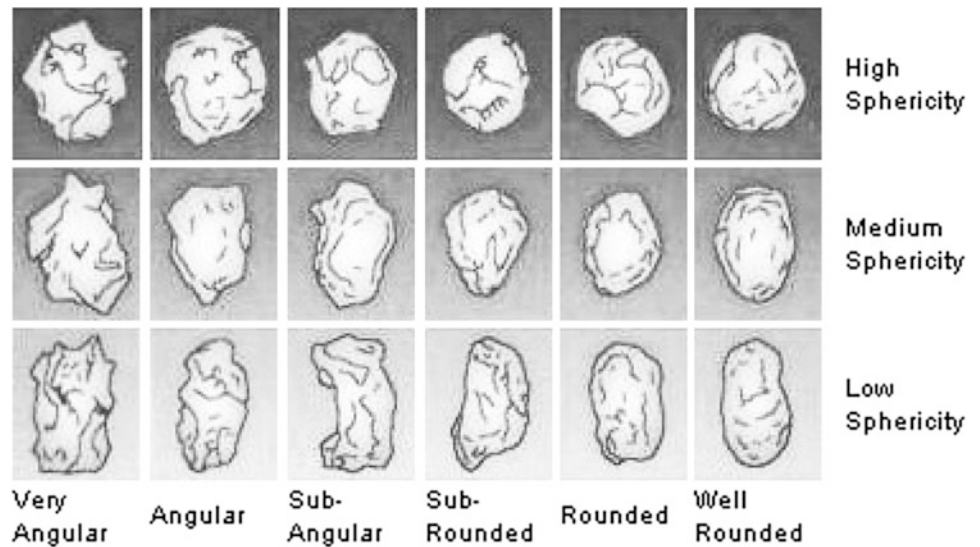 High
Sphericity
Medium
Sphericity
Low
Sphericity
Very
Angular
Angular
Sub-
Angular
Sub-
Rounded
Rounded
Well
Rounded